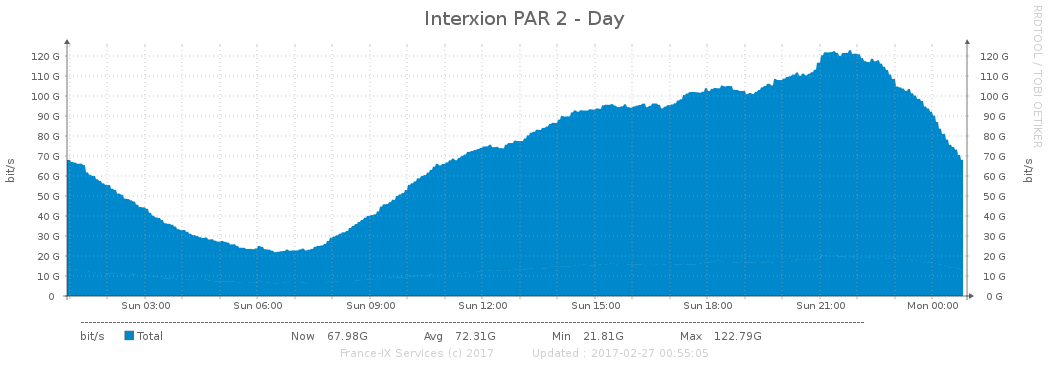 Interxion PAR 2 - Day
RRDTOOL / TOBI OETIKER
bit/s
120 G 120 G
110 G 110 G
100 G 100 G
90 G 90 G
80 G 80 G
70 G 70 G
60 G 60 G
50 G 50 G
40 G 40 G
30 G 30 G
20 G 20 G
10 G 10 G
0 0 G
bit/s
Sun 03:00 Sun 06:00 Sun 09:00 Sun 12:00 Sun 15:00 Sun 18:00 Sun 21:00 Mon 00:00
bit/s Total Now 67.98G Avg 72.31G Min 21.81G Max 122.79G
France-IX Services (c) 2017 Updated : 2017-02-27 00:55:05